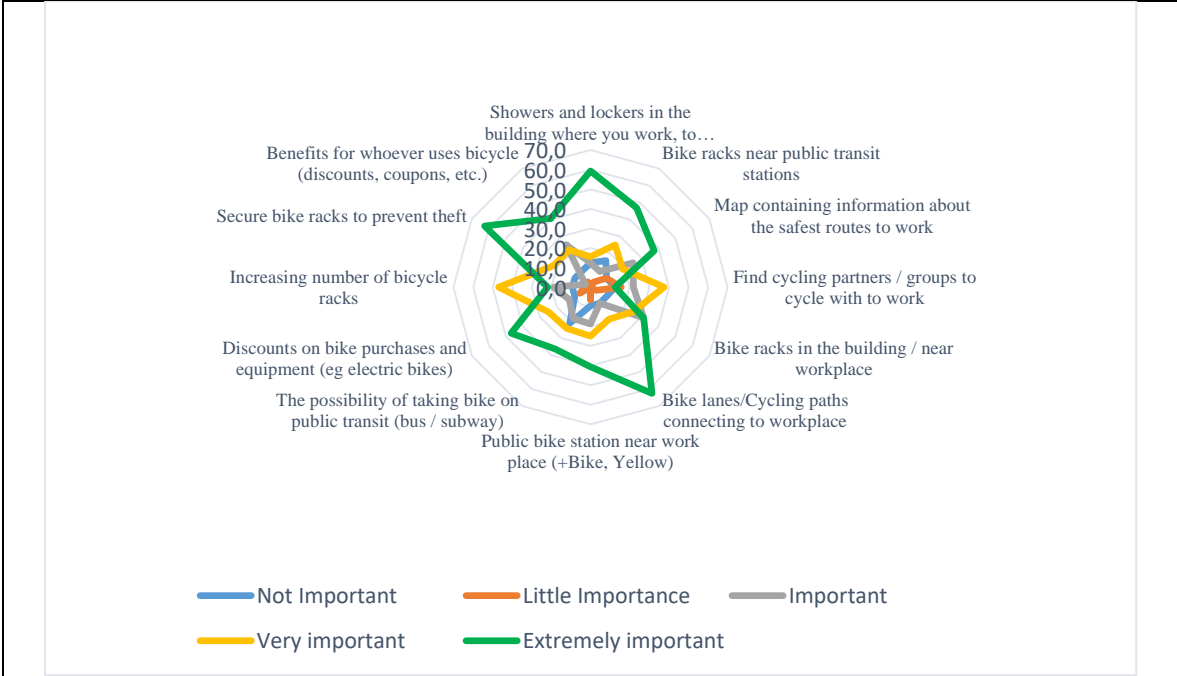 Showers and lockers in the
building where you work, to…
Benefits for whoever uses bicycle
(discounts, coupons, etc.)
Bike racks near public transit
stations
Secure bike racks to prevent theft
Map containing information about
the safest routes to work
Increasing number of bicycle
racks
Find cycling partners / groups to
cycle with to work
Discounts on bike purchases and
equipment (eg electric bikes)
Bike racks in the building / near
workplace
The possibility of taking bike on
public transit (bus / subway)
Bike lanes/Cycling paths
connecting to workplace
Public bike station near work
place (+Bike, Yellow)
70,0
60,0
50,0
40,0
30,0
20,0
10,0
0,0
Not Important
Little Importance
Important
Very important
Extremely important